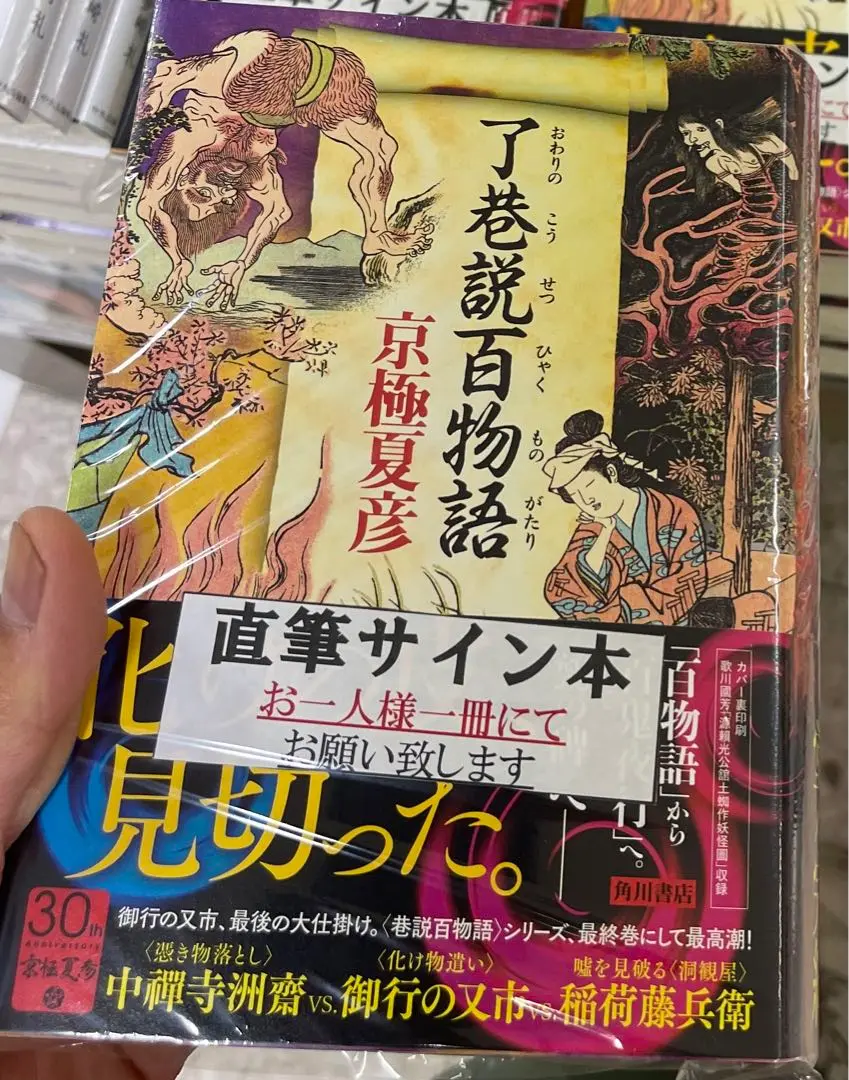 了巷説百物語
おわりの こう せつ ひゃく もの がたり
京極夏彦
直筆サイン本
お一人様一冊にて
お願い致します
化
見切った。
「百物語」から
行」へ。
カバー裏印刷
歌川國芳「源頼光公館土蜘作妖怪圖」収録
角川書店
30th
Anniversary
京極夏彦
御行の又市、最後の大仕掛け。〈巷説百物語〉シリーズ、最終巻にして最高潮!
〈憑き物落とし〉 〈化け物遣い〉 嘘を見破る〈洞観屋〉
中禪寺洲齋 vs. 御行の又市 vs. 稲荷藤兵衛